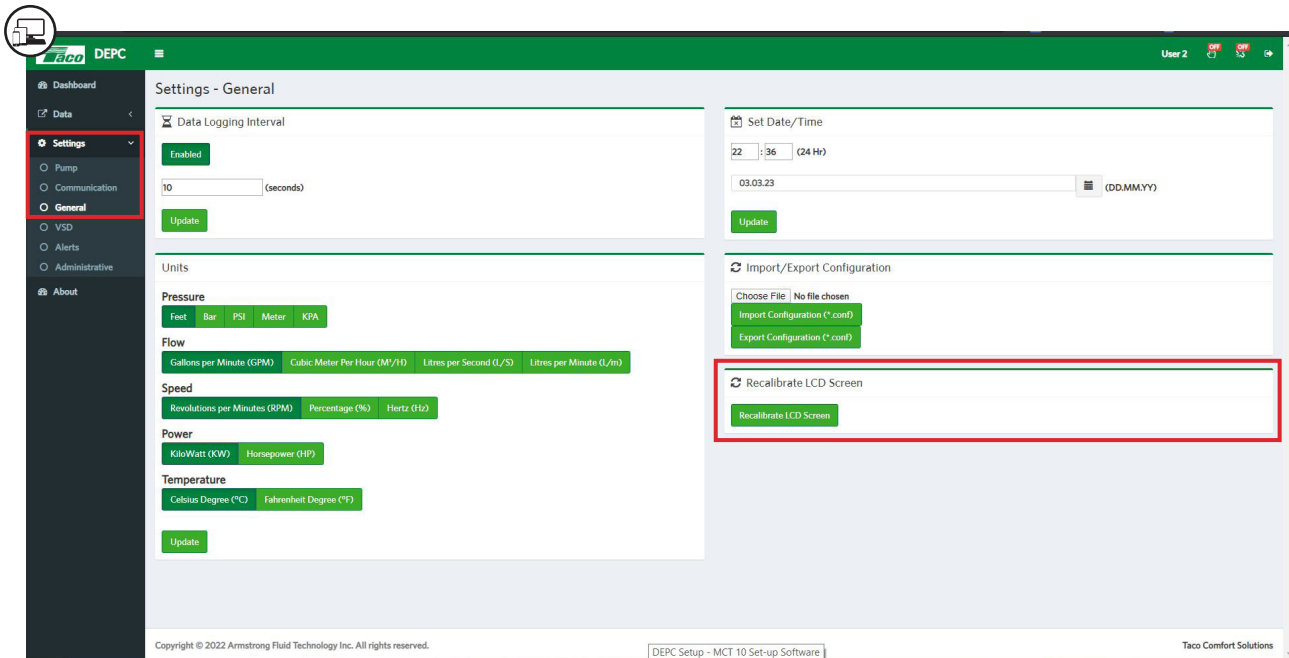 Taco DEPC
User 2 OFF OFF
Dashboard
Data
Settings
Pump
Communication
General
VSD
Alerts
Administrative
About
Settings - General
Data Logging Interval
Enabled
10 (seconds)
Update
Units
Pressure
Feet Bar PSI Meter KPA
Flow
Gallons per Minute (GPM) Cubic Meter Per Hour (M³/H) Litres per Second (L/S) Litres per Minute (L/m)
Speed
Revolutions per Minutes (RPM) Percentage (%) Hertz (Hz)
Power
KiloWatt (KW) Horsepower (HP)
Temperature
Celsius Degree (°C) Fahrenheit Degree (°F)
Update
Set Date/Time
22 : 36 (24 Hr)
03.03.23 (DD.MM.YY)
Update
Import/Export Configuration
Choose File No file chosen
Import Configuration (*.conf)
Export Configuration (*.conf)
Recalibrate LCD Screen
Recalibrate LCD Screen
Copyright © 2022 Armstrong Fluid Technology Inc. All rights reserved.
DEPC Setup - MCT 10 Set-up Software
Taco Comfort Solutions